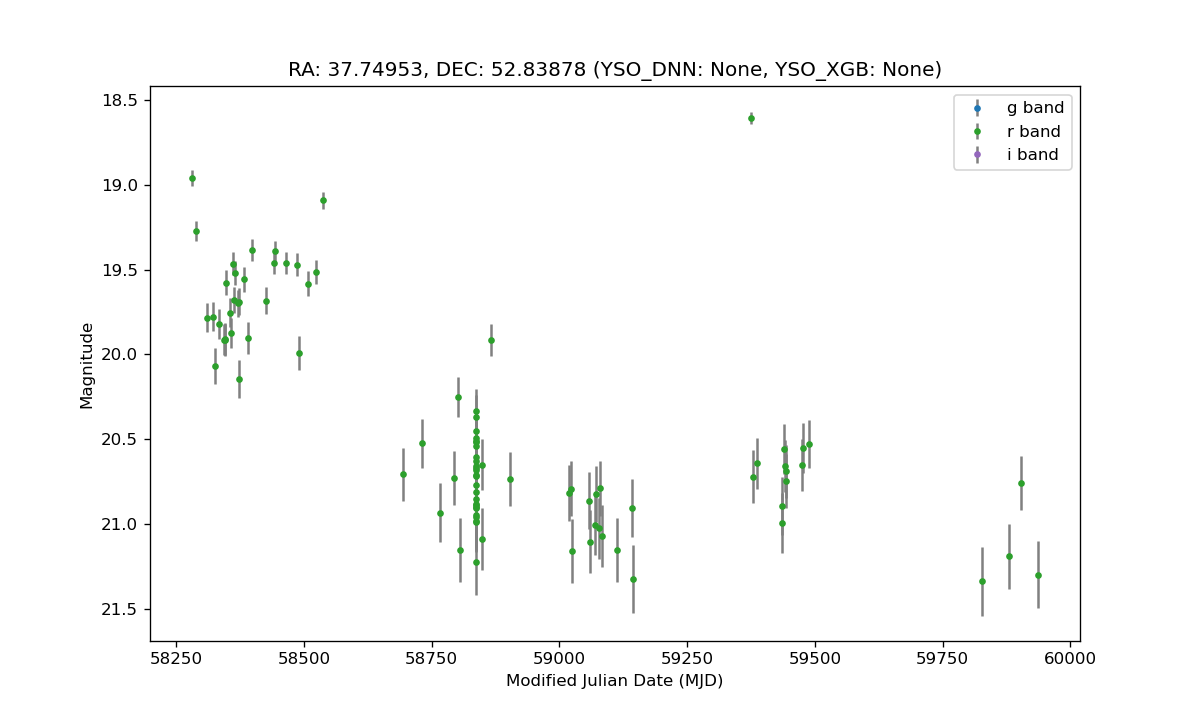 RA: 37.74953, DEC: 52.83878 (YSO_DNN: None, YSO_XGB: None)
g band
r band
i band
18.5
19.0
19.5
20.0
20.5
21.0
21.5
Magnitude
58250 58500 58750 59000 59250 59500 59750 60000
Modified Julian Date (MJD)